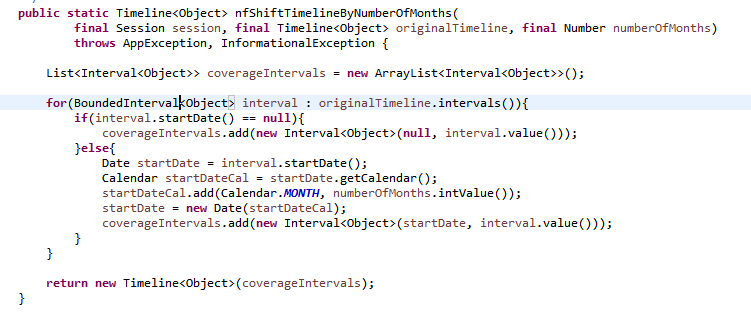 public static Timeline<Object> nfShiftTimelineByNumberOfMonths(
final Session session, final Timeline<Object> originalTimeline, final Number numberOfMonths)
throws AppException, InformationalException {
List<Interval<Object>> coverageIntervals = new ArrayList<Interval<Object>>();
for(BoundedInterval<Object> interval : originalTimeline.intervals()){
if(interval.startDate() == null){
coverageIntervals.add(new Interval<Object>(null, interval.value()));
}else{
Date startDate = interval.startDate();
Calendar startDateCal = startDate.getCalendar();
startDateCal.add(Calendar.MONTH, numberOfMonths.intValue());
startDate = new Date(startDateCal);
coverageIntervals.add(new Interval<Object>(startDate, interval.value()));
}
}
return new Timeline<Object>(coverageIntervals);
}